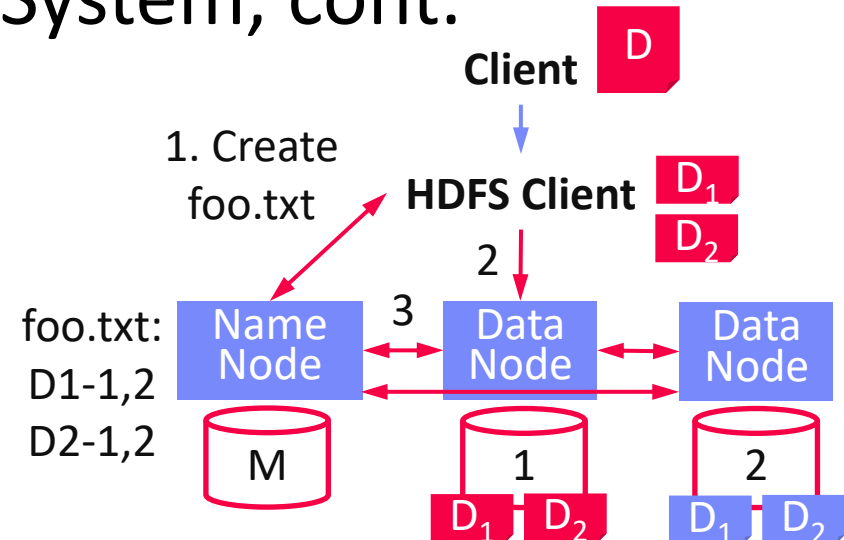 System, cont.
Client
D
1. Create
foo.txt
HDFS Client
D1
D2
2
3
foo.txt:
D1-1,2
D2-1,2
Name
Node
Data
Node
Data
Node
M
1
2
D1
D2
D1
D2